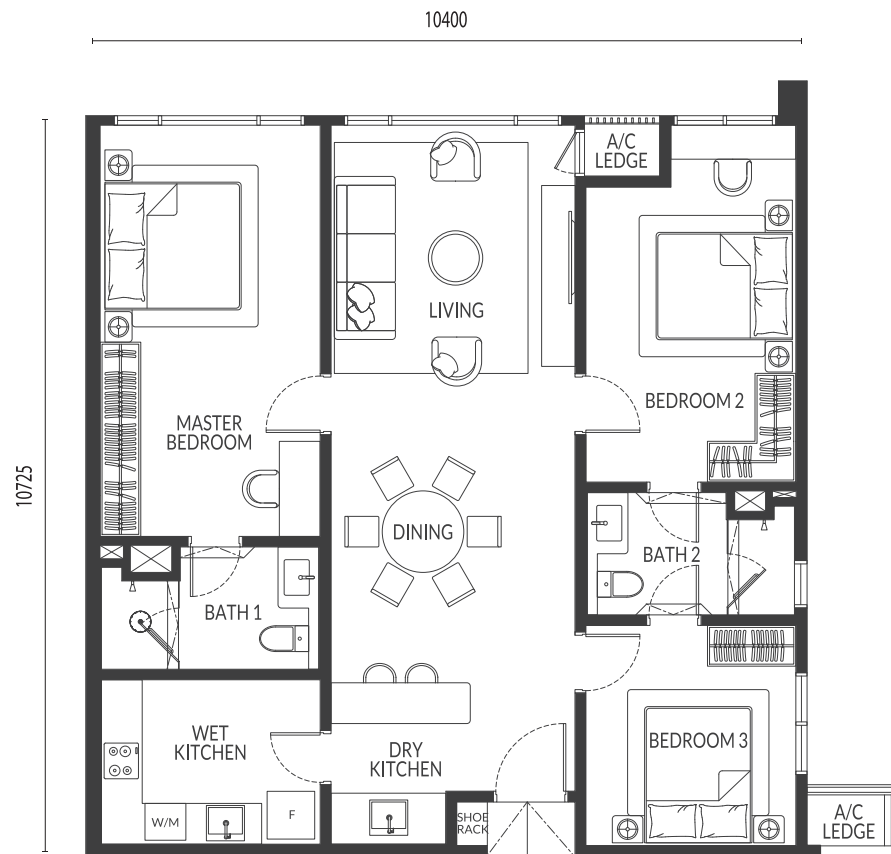 10400
A/C
LEDGE
LIVING
BEDROOM 2
MASTER
BEDROOM
10725
DINING
BATH 2
BATH 1
WET
KITCHEN
DRY
KITCHEN
BEDROOM 3
W/M
F
SHOE
RACK
A/C
LEDGE